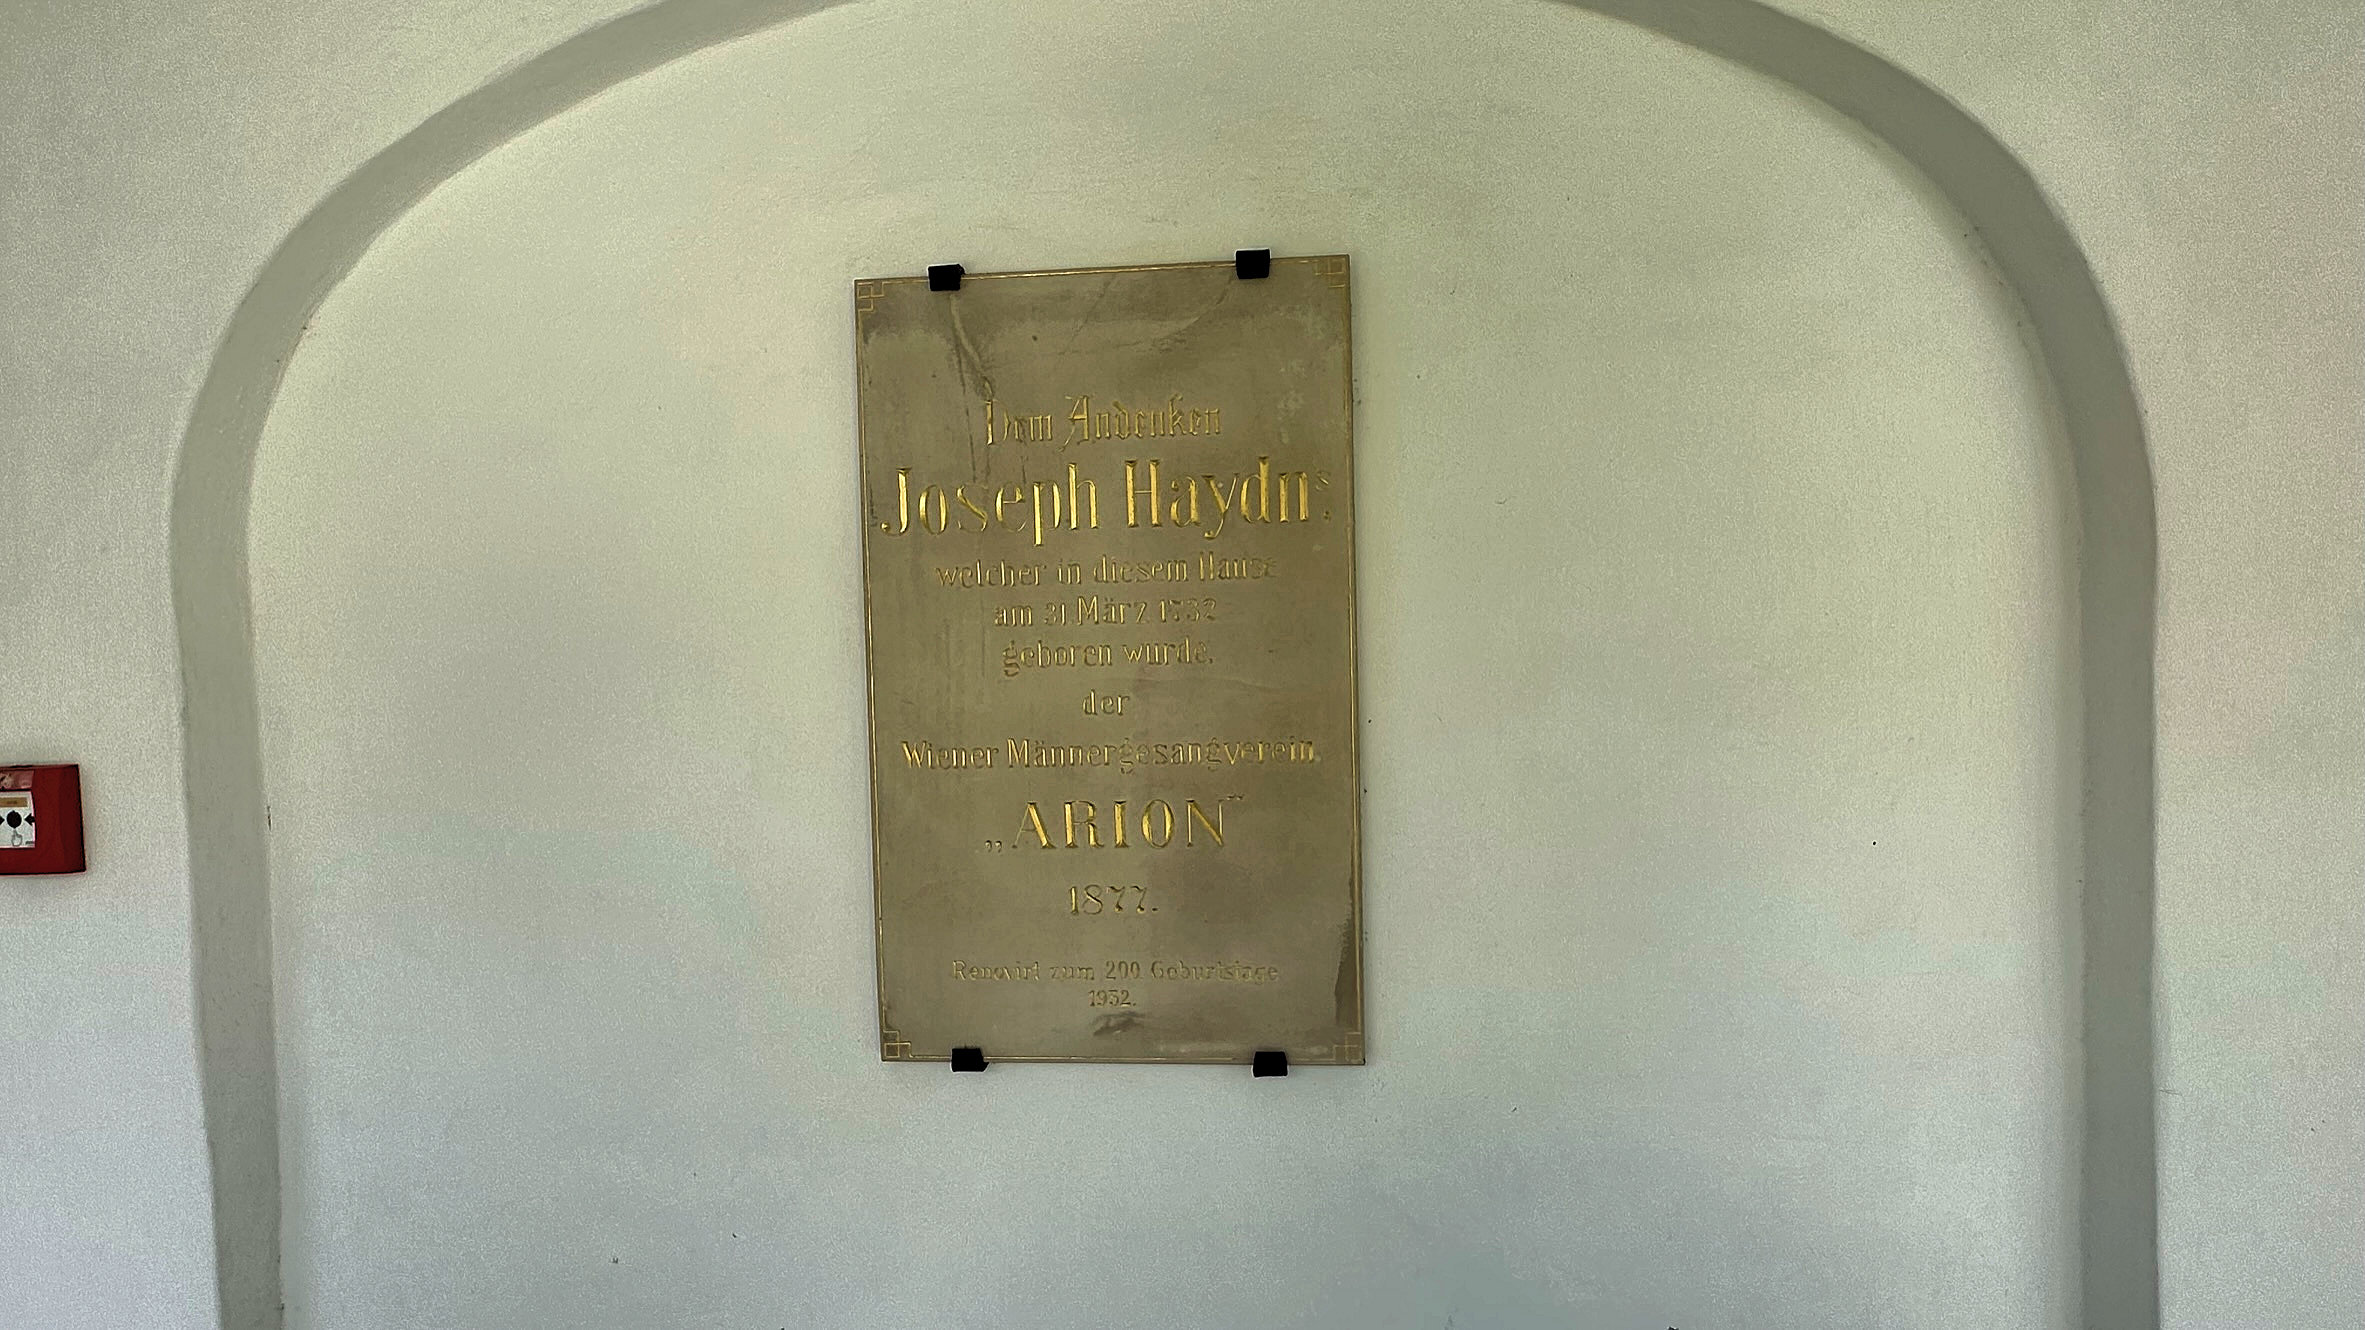 Dem Andenken
Joseph Haydns,
welcher in diesem Hause
am 31. März 1732
geboren wurde,
der
Wiener Männergesangverein
„ARION“
1877.
Renovirt zum 200. Geburtstage
1932.